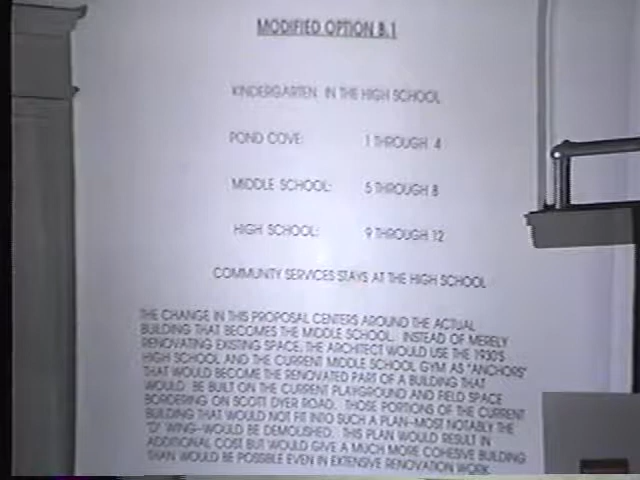 MODIFIED OPTION B.1
KINDERGARTEN IN THE HIGH SCHOOL
POND COVE: 1 THROUGH 4
MIDDLE SCHOOL: 5 THROUGH 8
HIGH SCHOOL: 9 THROUGH 12
COMMUNITY SERVICES STAYS AT THE HIGH SCHOOL
THE CHANGE IN THIS PROPOSAL CENTERS AROUND THE ACTUAL
BUILDING THAT BECOMES THE MIDDLE SCHOOL. INSTEAD OF MERELY
RENOVATING EXISTING SPACE, THE ARCHITECT WOULD USE THE 1930'S
HIGH SCHOOL AND THE CURRENT MIDDLE SCHOOL GYM AS "ANCHORS"
THAT WOULD BECOME THE RENOVATED PART OF A BUILDING THAT
WOULD BE BUILT ON THE CURRENT PLAYGROUND AND FIELD SPACE
BORDERING ON SCOTT DYER ROAD. THOSE PORTIONS OF THE CURRENT
BUILDING THAT WOULD NOT FIT INTO SUCH A PLAN--MOST NOTABLY THE
"D" WING--WOULD BE DEMOLISHED. THIS PLAN WOULD RESULT IN
ADDITIONAL COST BUT WOULD GIVE A MUCH MORE COHESIVE BUILDING
THAN WOULD BE POSSIBLE EVEN IN EXTENSIVE RENOVATION WORK.